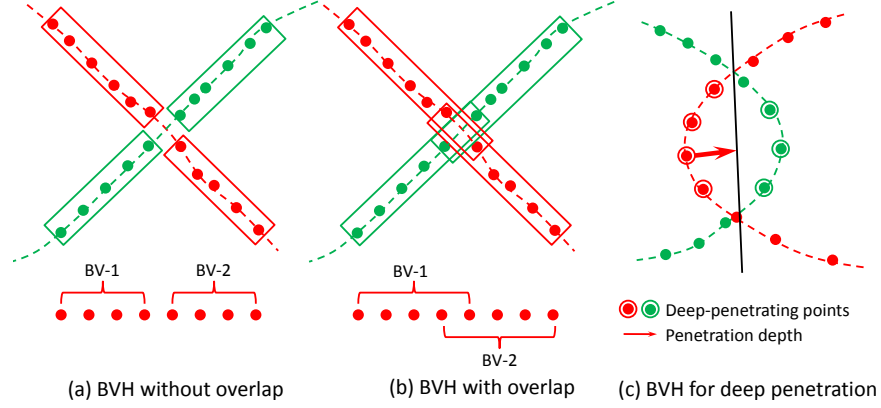 BV-1
BV-2
(a) BVH without overlap
BV-1
BV-2
(b) BVH with overlap
Deep-penetrating points
Penetration depth
(c) BVH for deep penetration